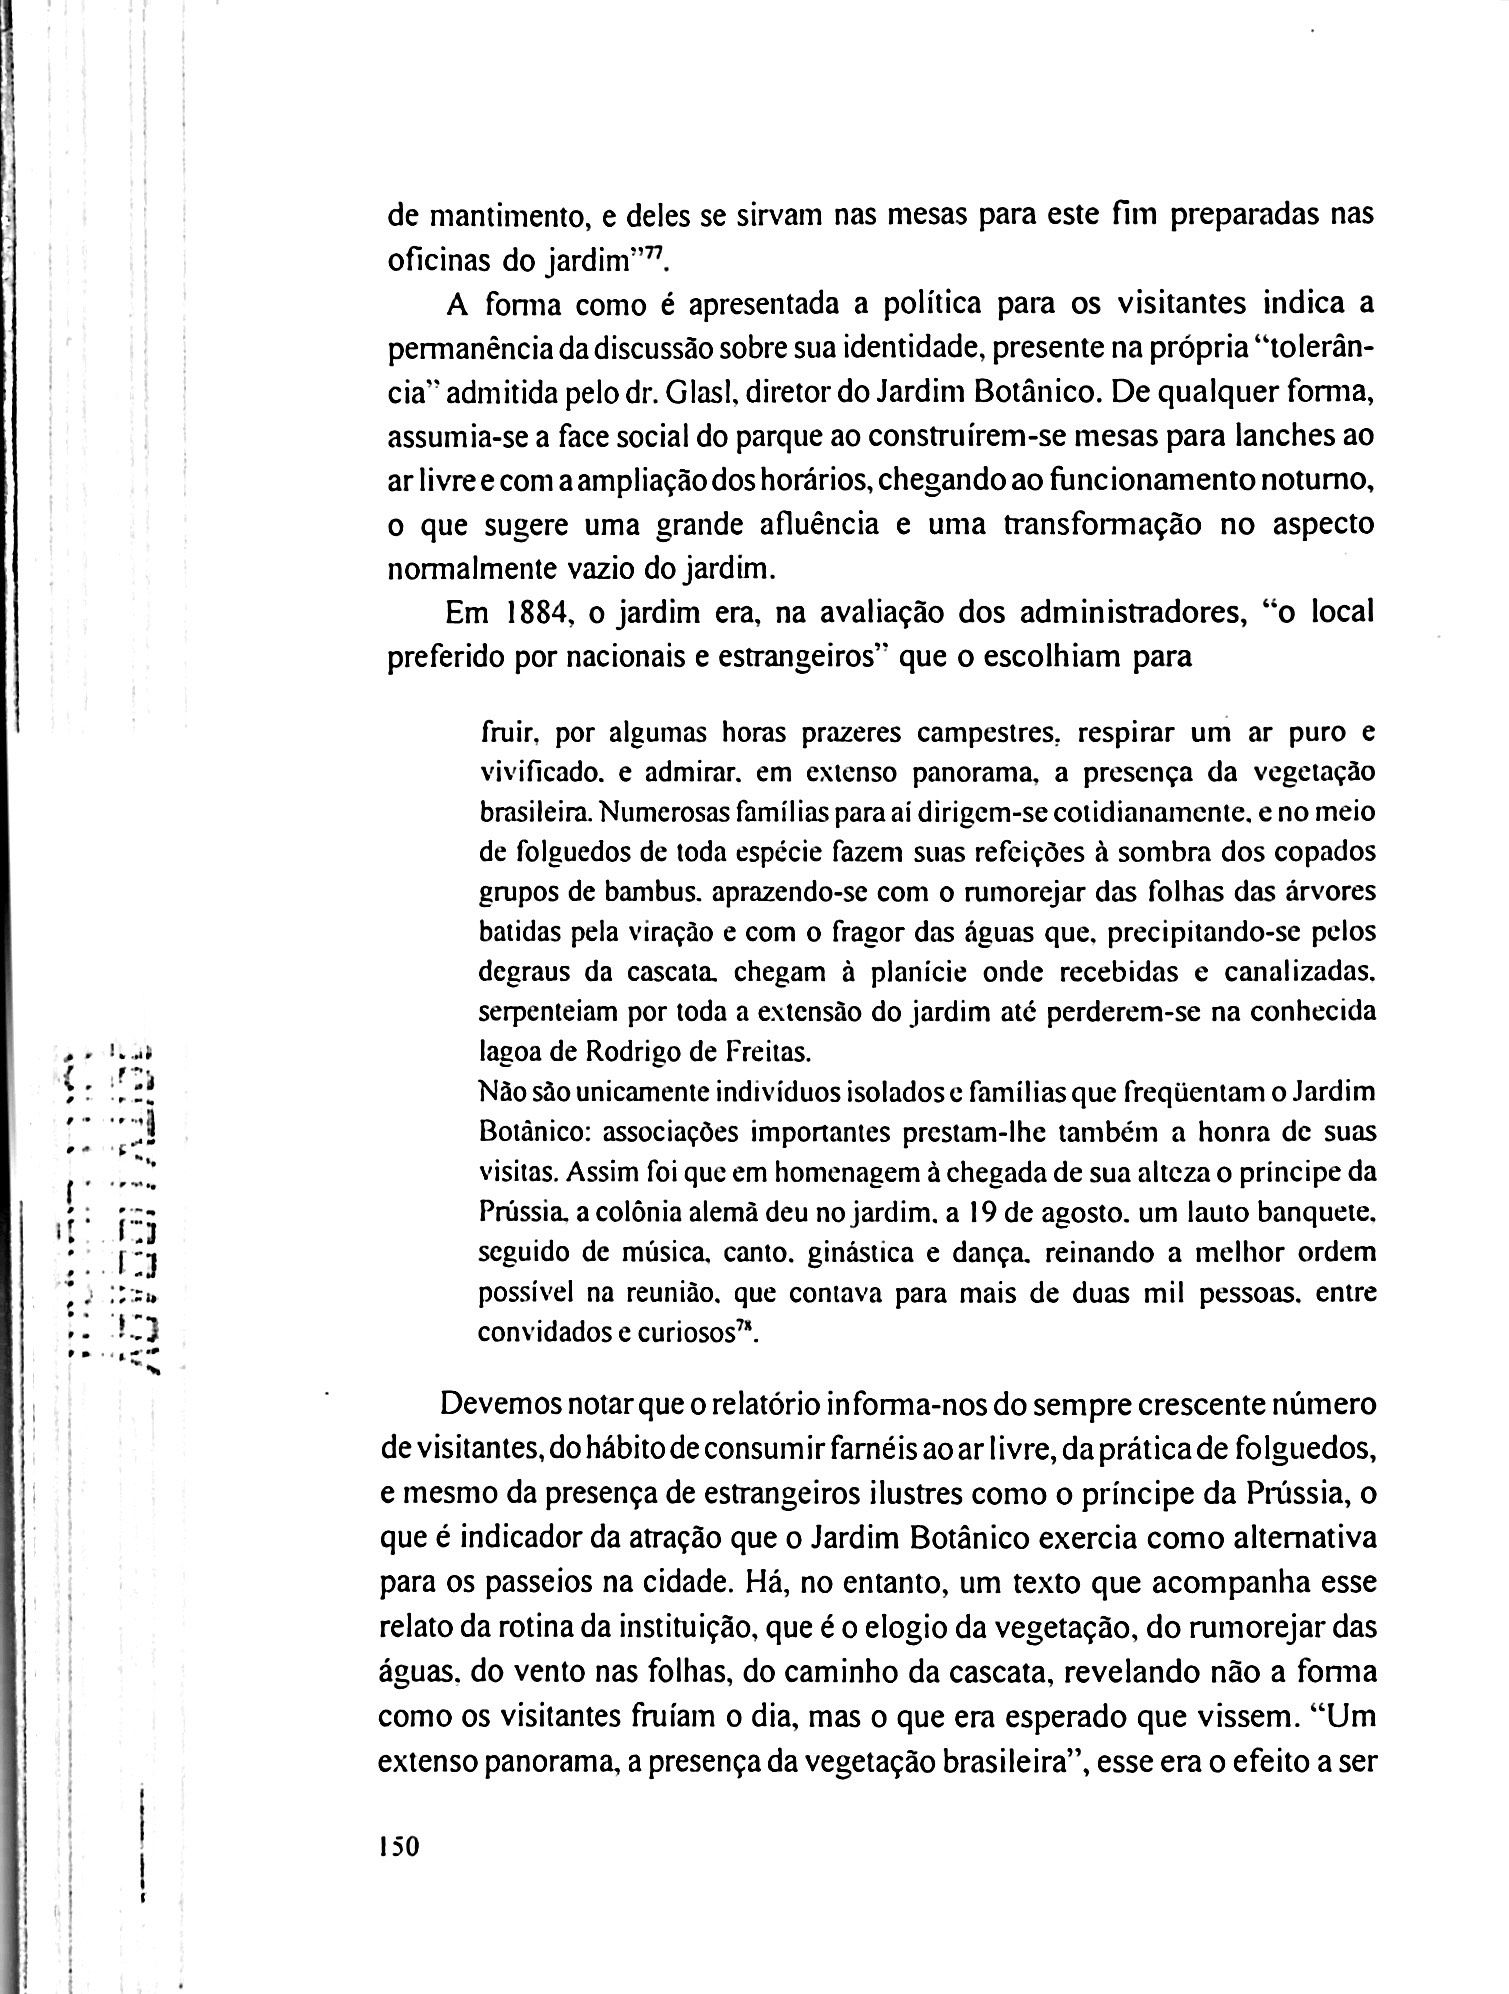 de mantimento, e deles se sirvam nas mesas para este fim preparadas nas
oficinas do jardim”⁷⁷.
A forma como é apresentada a política para os visitantes indica a
permanência da discussão sobre sua identidade, presente na própria “tolerân-
cia” admitida pelo dr. Glasl, diretor do Jardim Botânico. De qualquer forma,
assumia-se a face social do parque ao construírem-se mesas para lanches ao
ar livre e com a ampliação dos horários, chegando ao funcionamento noturno,
o que sugere uma grande afluência e uma transformação no aspecto
normalmente vazio do jardim.
Em 1884, o jardim era, na avaliação dos administradores, “o local
preferido por nacionais e estrangeiros” que o escolhiam para
fruir, por algumas horas prazeres campestres, respirar um ar puro e
vivificado, e admirar, em extenso panorama, a presença da vegetação
brasileira. Numerosas famílias para aí dirigem-se cotidianamente, e no meio
de folguedos de toda espécie fazem suas refeições à sombra dos copados
grupos de bambus, aprazendo-se com o rumorejar das folhas das árvores
batidas pela viração e com o fragor das águas que, precipitando-se pelos
degraus da cascata, chegam à planície onde recebidas e canalizadas,
serpenteiam por toda a extensão do jardim até perderem-se na conhecida
lagoa de Rodrigo de Freitas.
Não são unicamente indivíduos isolados e famílias que freqüentam o Jardim
Botânico: associações importantes prestam-lhe também a honra de suas
visitas. Assim foi que em homenagem à chegada de sua alteza o príncipe da
Prússia, a colônia alemã deu no jardim, a 19 de agosto, um lauto banquete,
seguido de música, canto, ginástica e dança, reinando a melhor ordem
possível na reunião, que contava para mais de duas mil pessoas, entre
convidados e curiosos⁷⁸.
Devemos notar que o relatório informa-nos do sempre crescente número
de visitantes, do hábito de consumir farnéis ao ar livre, da prática de folguedos,
e mesmo da presença de estrangeiros ilustres como o príncipe da Prússia, o
que é indicador da atração que o Jardim Botânico exercia como alternativa
para os passeios na cidade. Há, no entanto, um texto que acompanha esse
relato da rotina da instituição, que é o elogio da vegetação, do rumorejar das
águas, do vento nas folhas, do caminho da cascata, revelando não a forma
como os visitantes fruíam o dia, mas o que era esperado que vissem. “Um
extenso panorama, a presença da vegetação brasileira”, esse era o efeito a ser
150